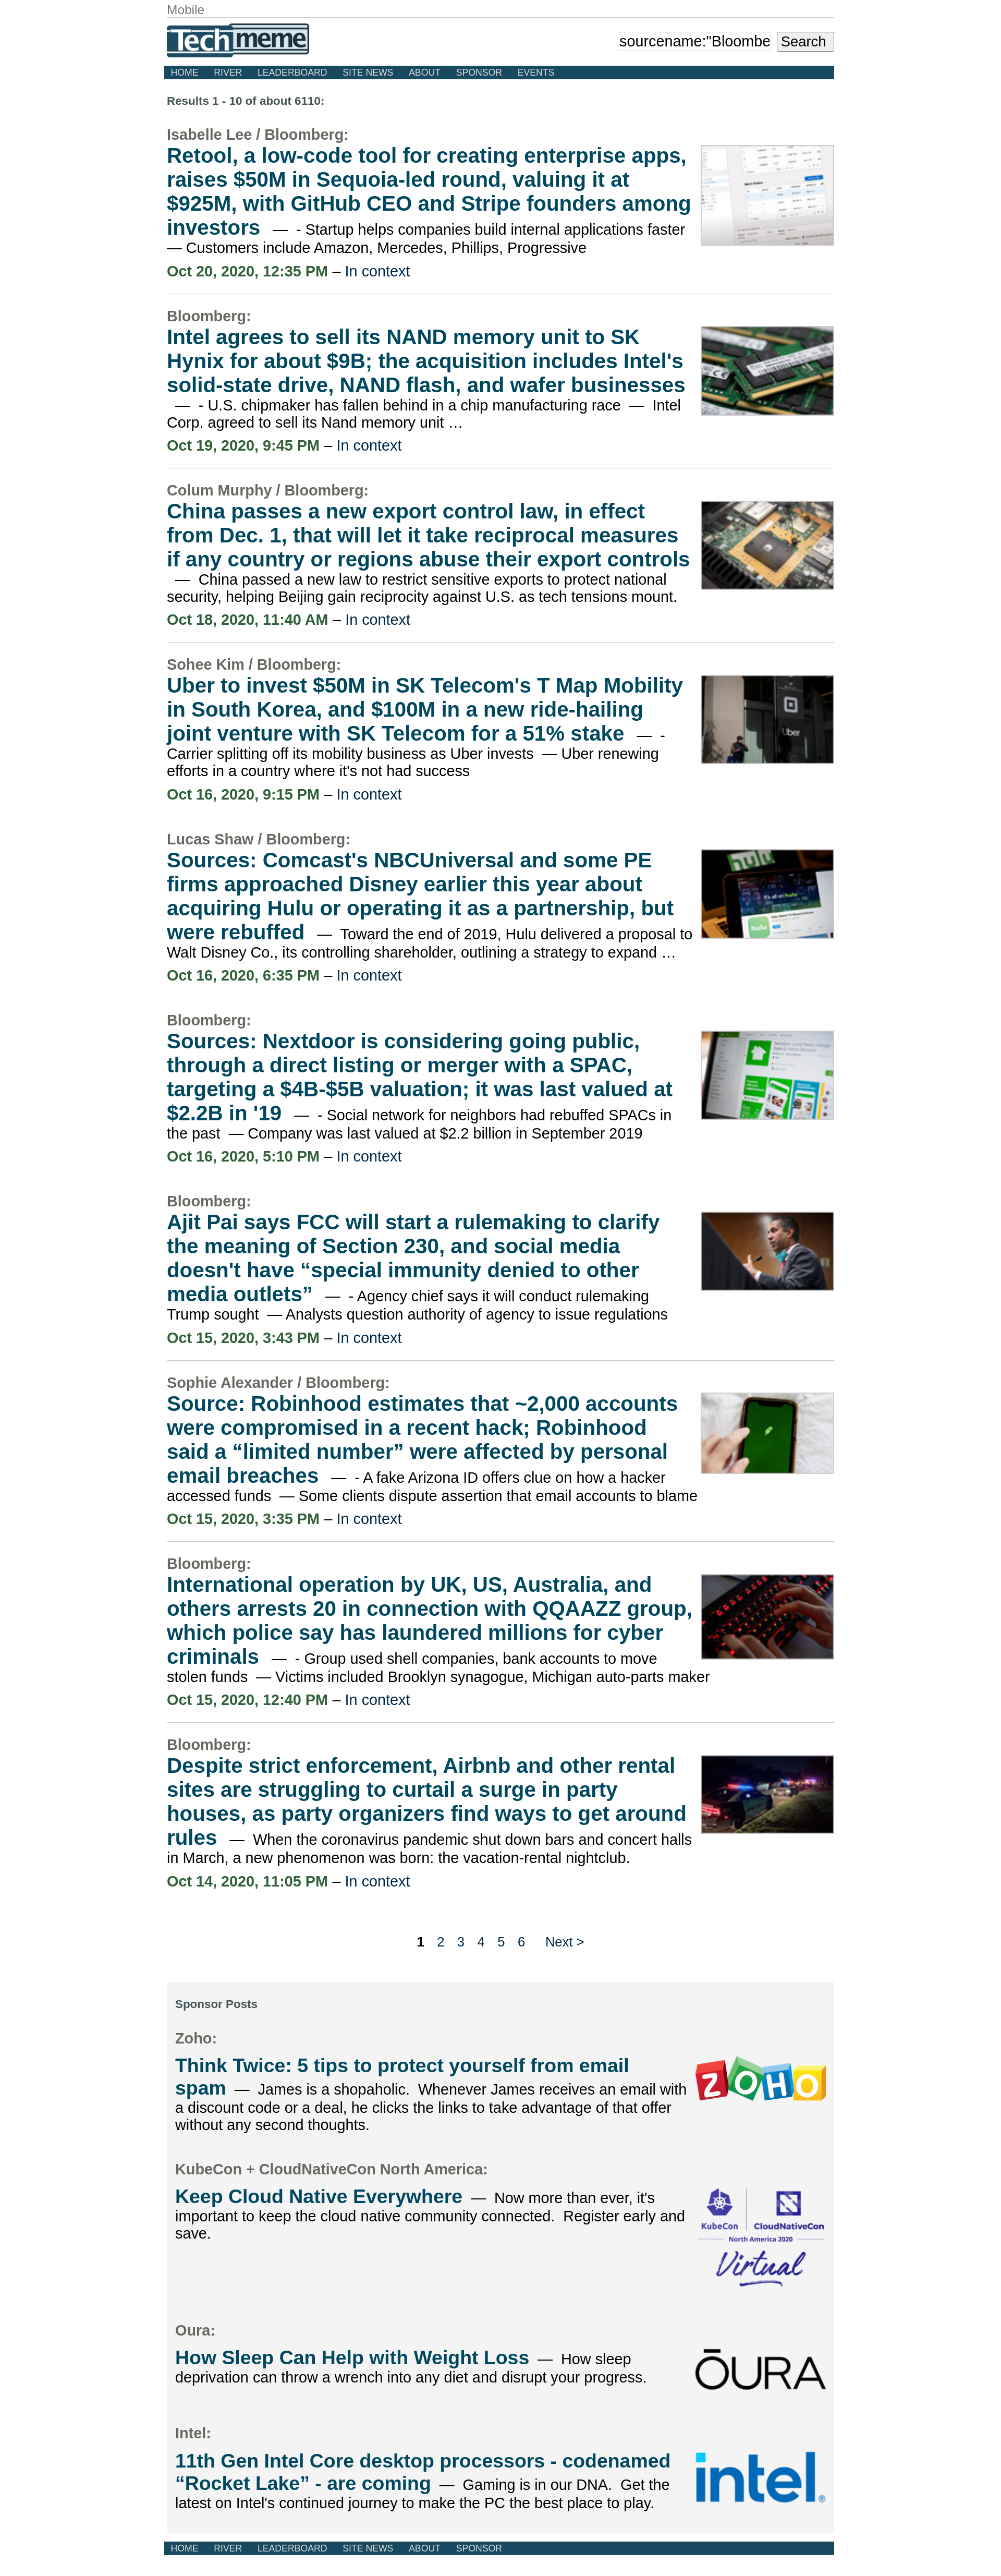 Mobile
Techmeme
sourcename:"Bloombe Search
HOME RIVER LEADERBOARD SITE NEWS ABOUT SPONSOR EVENTS
Results 1 - 10 of about 6110:
Isabelle Lee / Bloomberg:
Retool, a low-code tool for creating enterprise apps,
raises $50M in Sequoia-led round, valuing it at
$925M, with GitHub CEO and Stripe founders among
investors — - Startup helps companies build internal applications faster
— Customers include Amazon, Mercedes, Phillips, Progressive
Oct 20, 2020, 12:35 PM – In context
Bloomberg:
Intel agrees to sell its NAND memory unit to SK
Hynix for about $9B; the acquisition includes Intel's
solid-state drive, NAND flash, and wafer businesses
— - U.S. chipmaker has fallen behind in a chip manufacturing race — Intel
Corp. agreed to sell its Nand memory unit …
Oct 19, 2020, 9:45 PM – In context
Colum Murphy / Bloomberg:
China passes a new export control law, in effect
from Dec. 1, that will let it take reciprocal measures
if any country or regions abuse their export controls
— China passed a new law to restrict sensitive exports to protect national
security, helping Beijing gain reciprocity against U.S. as tech tensions mount.
Oct 18, 2020, 11:40 AM – In context
Sohee Kim / Bloomberg:
Uber to invest $50M in SK Telecom's T Map Mobility
in South Korea, and $100M in a new ride-hailing
joint venture with SK Telecom for a 51% stake — -
Carrier splitting off its mobility business as Uber invests — Uber renewing
efforts in a country where it's not had success
Uber
Oct 16, 2020, 9:15 PM – In context
Lucas Shaw / Bloomberg:
Sources: Comcast's NBCUniversal and some PE
firms approached Disney earlier this year about
acquiring Hulu or operating it as a partnership, but
were rebuffed — Toward the end of 2019, Hulu delivered a proposal to
Walt Disney Co., its controlling shareholder, outlining a strategy to expand …
hulu
hulu
hulu
Oct 16, 2020, 6:35 PM – In context
Bloomberg:
Sources: Nextdoor is considering going public,
through a direct listing or merger with a SPAC,
targeting a $4B-$5B valuation; it was last valued at
$2.2B in '19 — - Social network for neighbors had rebuffed SPACs in
the past — Company was last valued at $2.2 billion in September 2019
Oct 16, 2020, 5:10 PM – In context
Bloomberg:
Ajit Pai says FCC will start a rulemaking to clarify
the meaning of Section 230, and social media
doesn't have “special immunity denied to other
media outlets” — - Agency chief says it will conduct rulemaking
Trump sought — Analysts question authority of agency to issue regulations
Oct 15, 2020, 3:43 PM – In context
Sophie Alexander / Bloomberg:
Source: Robinhood estimates that ~2,000 accounts
were compromised in a recent hack; Robinhood
said a “limited number” were affected by personal
email breaches — - A fake Arizona ID offers clue on how a hacker
accessed funds — Some clients dispute assertion that email accounts to blame
Oct 15, 2020, 3:35 PM – In context
Bloomberg:
International operation by UK, US, Australia, and
others arrests 20 in connection with QQAAZZ group,
which police say has laundered millions for cyber
criminals — - Group used shell companies, bank accounts to move
stolen funds — Victims included Brooklyn synagogue, Michigan auto-parts maker
Oct 15, 2020, 12:40 PM – In context
Bloomberg:
Despite strict enforcement, Airbnb and other rental
sites are struggling to curtail a surge in party
houses, as party organizers find ways to get around
rules — When the coronavirus pandemic shut down bars and concert halls
in March, a new phenomenon was born: the vacation-rental nightclub.
Oct 14, 2020, 11:05 PM – In context
1 2 3 4 5 6 Next >
Sponsor Posts
Zoho:
Think Twice: 5 tips to protect yourself from email
spam — James is a shopaholic. Whenever James receives an email with
a discount code or a deal, he clicks the links to take advantage of that offer
without any second thoughts.
ZOHO
KubeCon + CloudNativeCon North America:
Keep Cloud Native Everywhere — Now more than ever, it's
important to keep the cloud native community connected. Register early and
save.
KubeCon CloudNativeCon
North America 2020
Virtual
Oura:
How Sleep Can Help with Weight Loss — How sleep
deprivation can throw a wrench into any diet and disrupt your progress.
ŌURA
Intel:
11th Gen Intel Core desktop processors - codenamed
“Rocket Lake” - are coming — Gaming is in our DNA. Get the
latest on Intel's continued journey to make the PC the best place to play.
intel®
HOME RIVER LEADERBOARD SITE NEWS ABOUT SPONSOR